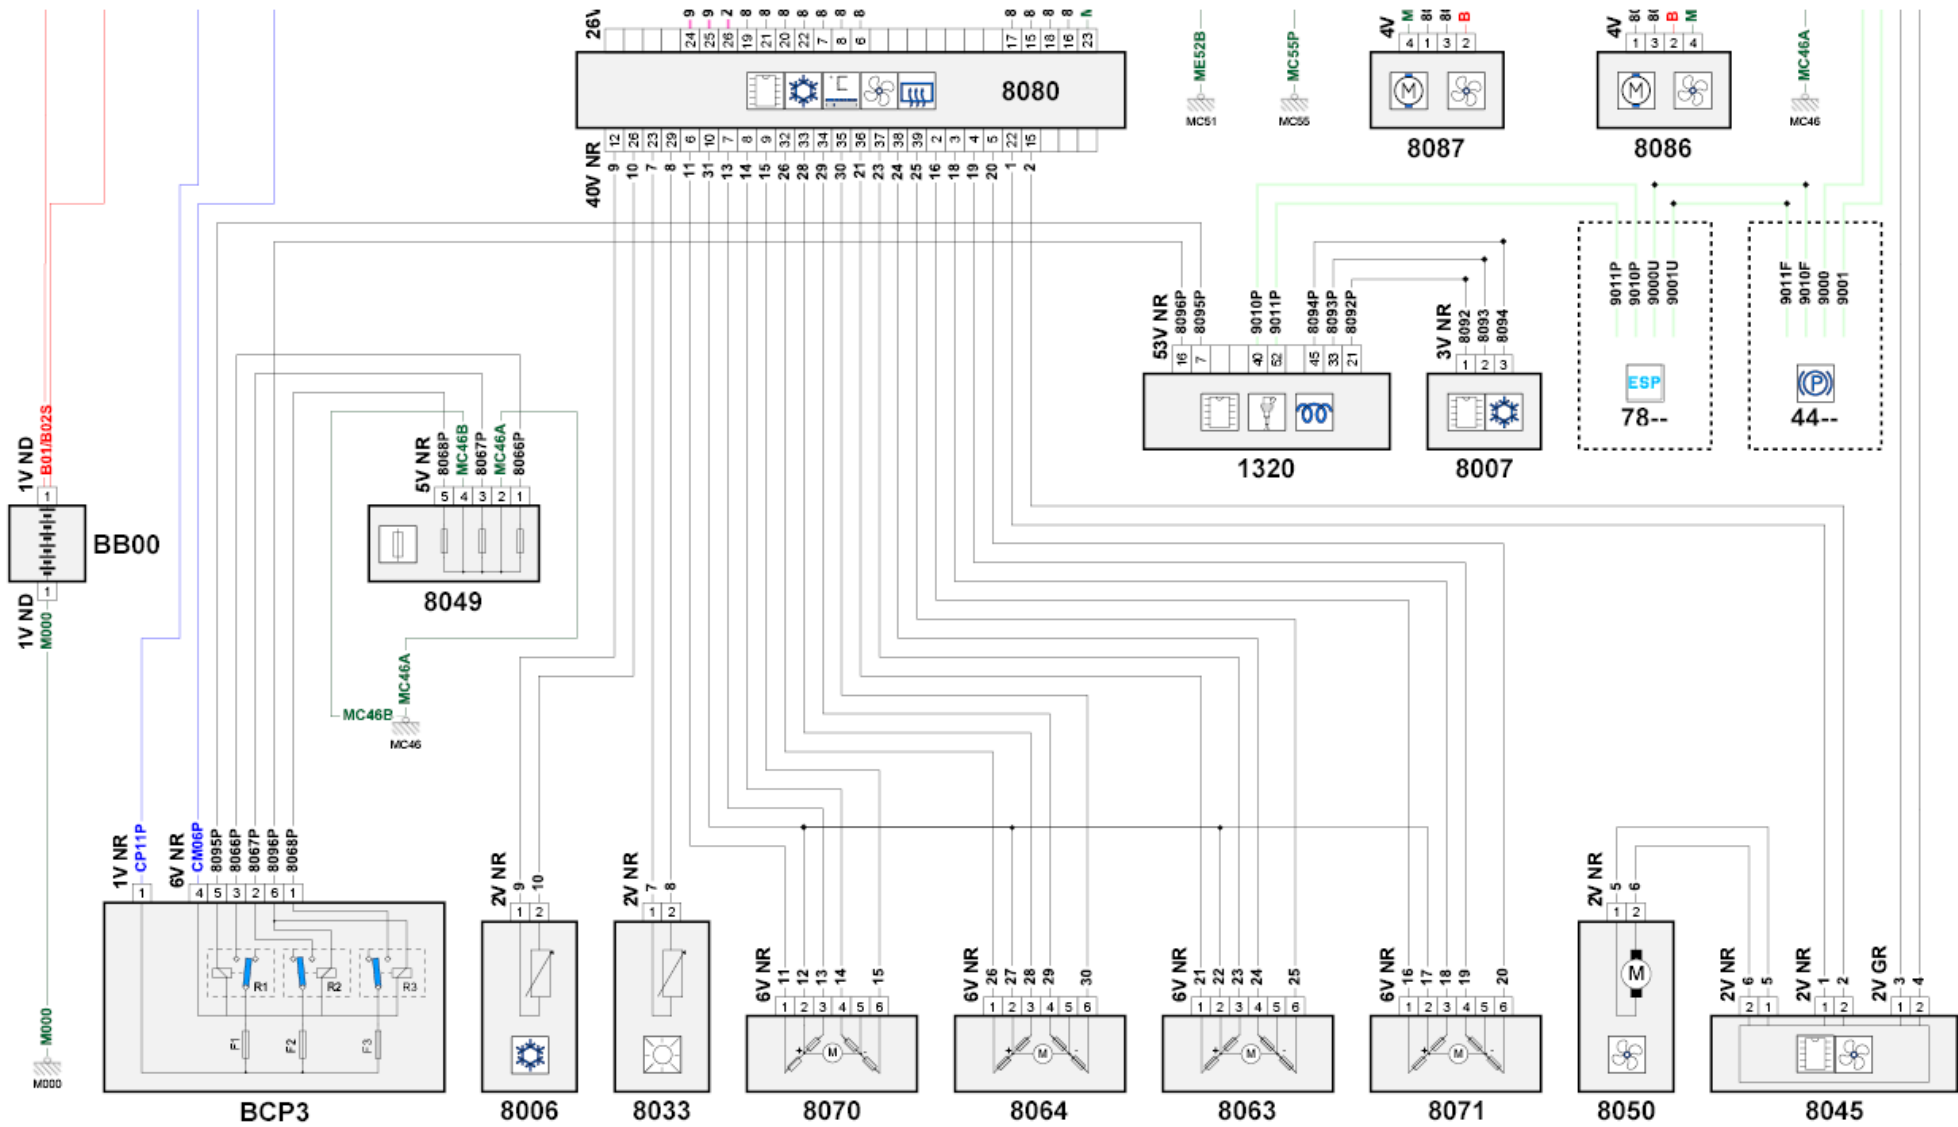 26V
9 9 2 8 8 8 8 8 8 8 8 8 8 8
24 25 26 19 21 20 22 7 8 6 17 15 18 16 23
8080
40V NR
12 26 23 29 6 10 7 8 9 32 33 34 35 36 37 38 39 2 3 4 5 22 15
9 10 7 8 11 31 13 14 15 26 28 29 30 21 23 24 25 16 18 19 20 1 2
ME52B
MC51
MC55P
MC55
4V
M B
4 1 3 2
M
8087
4V
B M
1 3 2 4
M
8086
MC46A
MC46
53V NR
8096P 8095P 9010P 9011P 8094P 8093P 8092P
16 7 40 52 45 33 21
1320
3V NR
8092 8093 8094
1 2 3
8007
9011P 9010P 9000U 9001U
ESP
78--
9011F 9010F 9000 9001
P
44--
1V ND
B01/B02S
1
BB00
1
1V ND
M000
M000
M000
5V NR
8068P MC46B 8067P MC46A 8066P
5 4 3 2 1
8049
MC46A
MC46B
MC46
1V NR
CP11P
1
6V NR
CM06P 8095P 8066P 8067P 8096P 8068P
4 5 3 2 6 1
R1 R2 R3
F1 F2 F3
BCP3
2V NR
9 10
1 2
8006
2V NR
7 8
1 2
8033
6V NR
11 12 13 14 15
1 2 3 4 5 6
+ M -
8070
6V NR
26 27 28 29 30
1 2 3 4 5 6
+ M -
8064
6V NR
21 22 23 24 25
1 2 3 4 5 6
+ M -
8063
6V NR
16 17 18 19 20
1 2 3 4 5 6
+ M -
8071
2V NR
5 6
1 2
M
8050
2V NR
6 5
2 1
2V NR
1 2
1 2
2V GR
3 4
1 2
8045